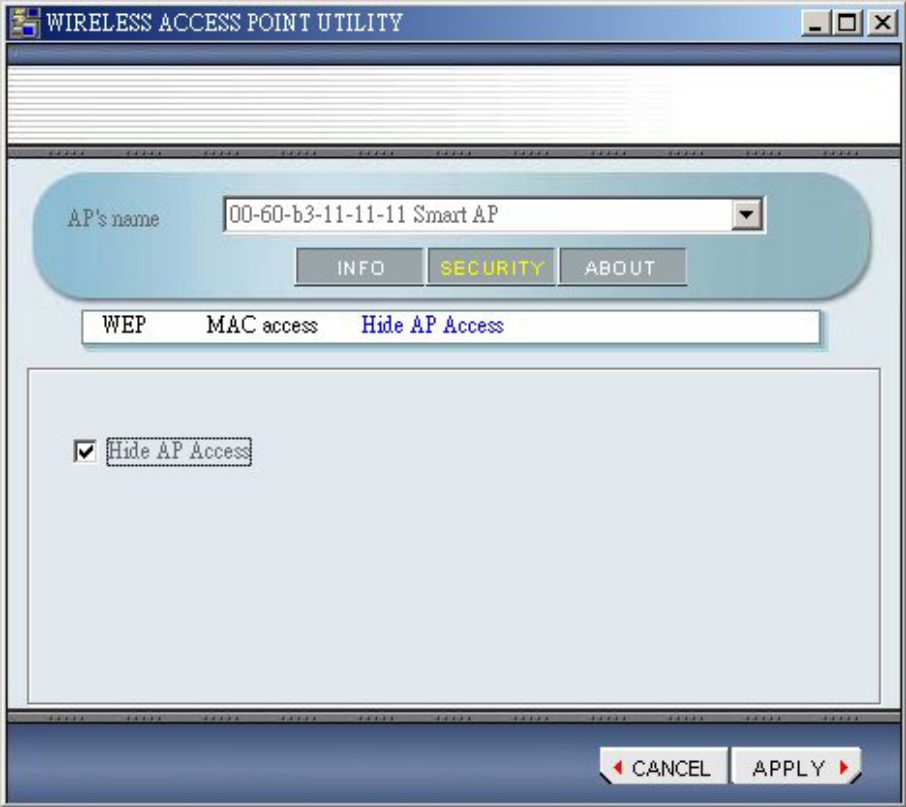 WIRELESS ACCESS POINT UTILITY
AP's name 00-60-b3-11-11-11 Smart AP
INFO SECURITY ABOUT
WEP MAC access Hide AP Access
Hide AP Access
CANCEL APPLY